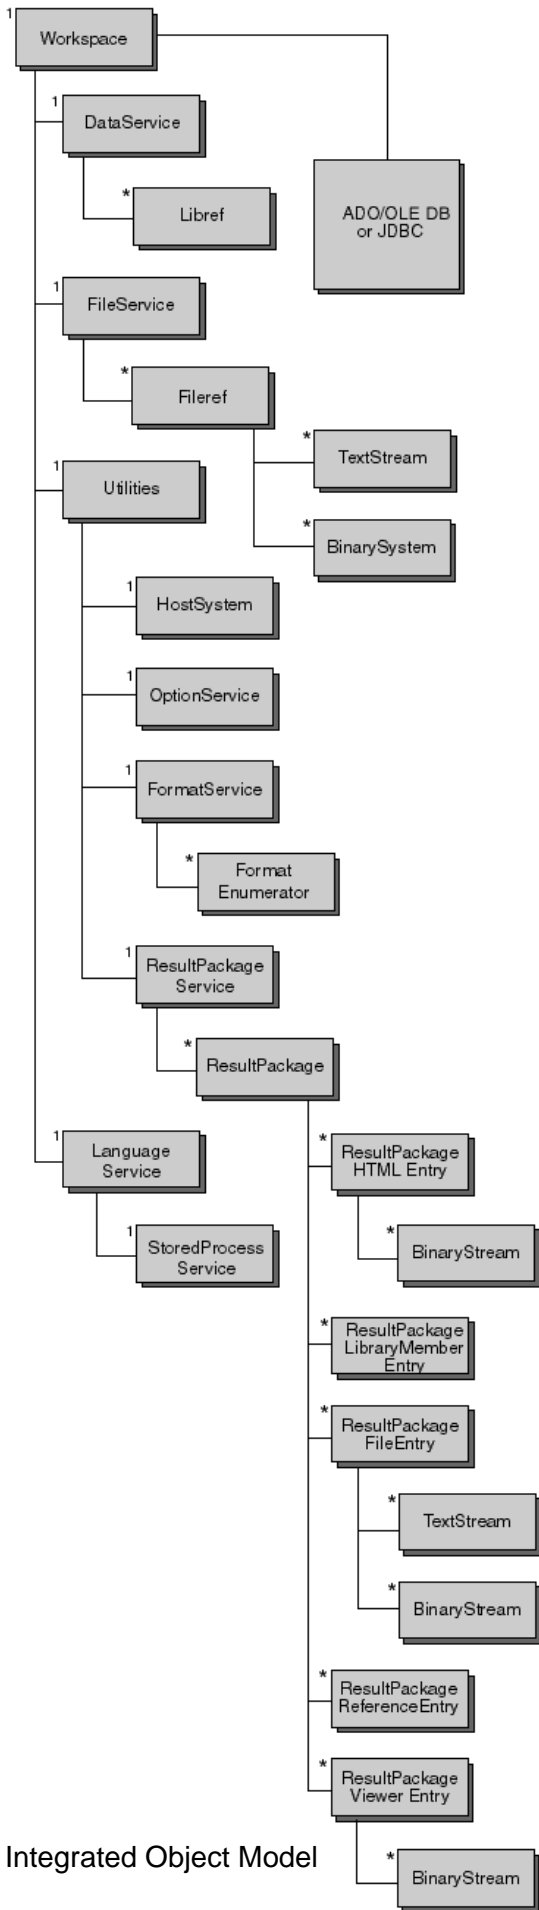 1
Workspace
1
DataService
*
Libref
ADO/OLE DB
or JDBC
1
FileService
*
Fileref
*
TextStream
1
Utilities
*
BinarySystem
1
HostSystem
1
OptionService
1
FormatService
*
Format
Enumerator
1
ResultPackage
Service
*
ResultPackage
1
Language
Service
*
ResultPackage
HTML Entry
1
StoredProcess
Service
*
BinaryStream
*
ResultPackage
LibraryMember
Entry
*
ResultPackage
FileEntry
*
TextStream
*
BinaryStream
*
ResultPackage
ReferenceEntry
*
ResultPackage
Viewer Entry
Integrated Object Model
*
BinaryStream